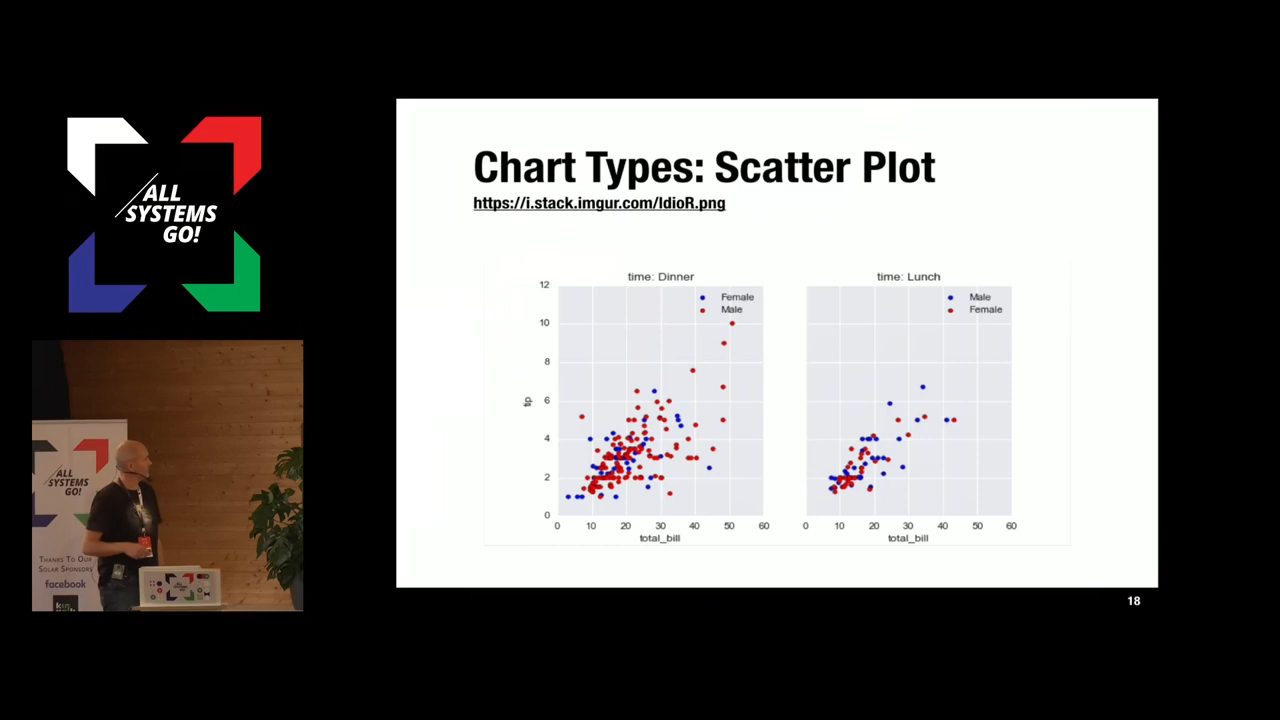 /ALL
SYSTEMS
GO!
Chart Types: Scatter Plot
https://i.stack.imgur.com/IdioR.png
time: Dinner
Female
Male
12
10
8
6
4
2
0
tip
0 10 20 30 40 50 60
total_bill
time: Lunch
Male
Female
0 10 20 30 40 50 60
total_bill
ALL
SYSTEMS
GO!
THANKS TO OUR
SOLAR SPONSORS
facebook
18